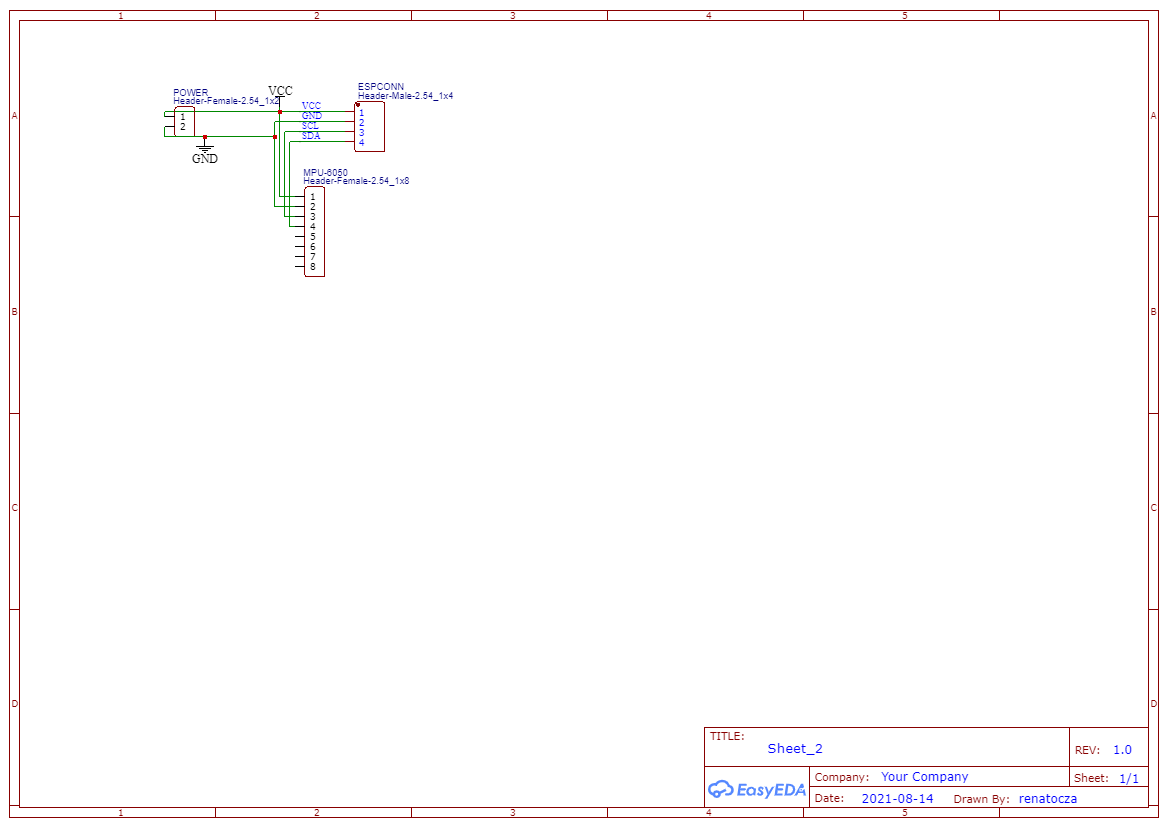 1 2 3 4 5
POWER
Header-Female-2.54_1x2
1
2
VCC
GND
ESPCONN
Header-Male-2.54_1x4
VCC
GND
SCL
SDA
1
2
3
4
MPU-6050
Header-Female-2.54_1x8
1
2
3
4
5
6
7
8
A A
B B
C C
D D
TITLE:
Sheet_2
REV: 1.0
EasyEDA
Company: Your Company
Sheet: 1/1
Date: 2021-08-14 Drawn By: renatocza
1 2 3 4 5